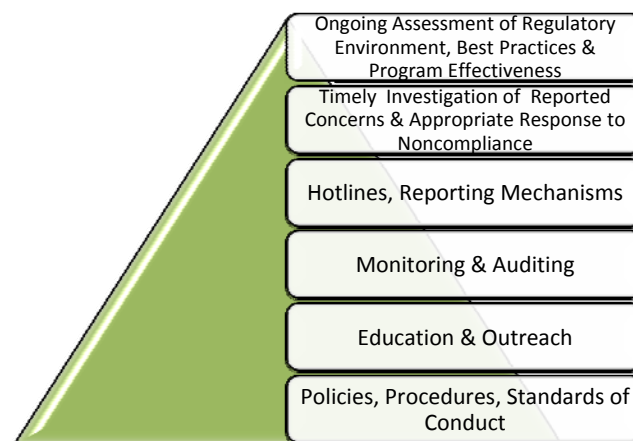 Ongoing Assessment of Regulatory
Environment, Best Practices &
Program Effectiveness
Timely Investigation of Reported
Concerns & Appropriate Response to
Noncompliance
Hotlines, Reporting Mechanisms
Monitoring & Auditing
Education & Outreach
Policies, Procedures, Standards of
Conduct